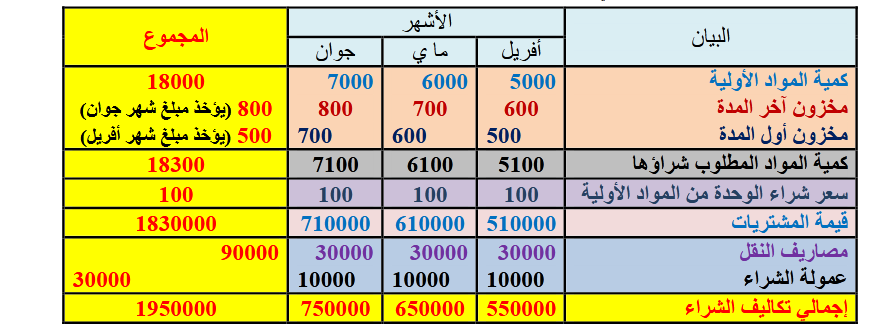 البيان الأشهر المجموع
أفريل ماي جوان
كمية المواد الأولية 5000 6000 7000 18000
مخزون آخر المدة 600 700 800 800 (يؤخذ مبلغ شهر جوان)
مخزون أول المدة 500 600 700 500 (يؤخذ مبلغ شهر أفريل)
كمية المواد المطلوب شراؤها 5100 6100 7100 18300
سعر شراء الوحدة من المواد الأولية 100 100 100 100
قيمة المشتريات 510000 610000 710000 1830000
مصاريف النقل 30000 30000 30000 90000
عمولة الشراء 10000 10000 10000 30000
إجمالي تكاليف الشراء 550000 650000 750000 1950000